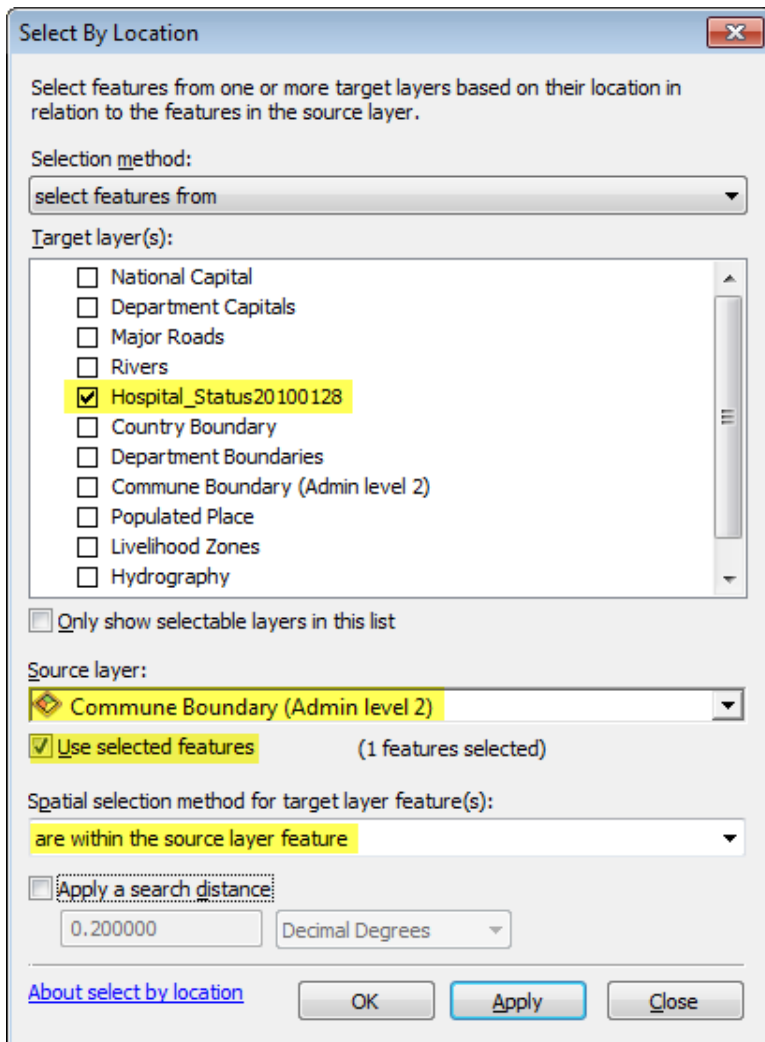 Select By Location
Select features from one or more target layers based on their location in
relation to the features in the source layer.
Selection method:
select features from
Target layer(s):
National Capital
Department Capitals
Major Roads
Rivers
Hospital_Status20100128
Country Boundary
Department Boundaries
Commune Boundary (Admin level 2)
Populated Place
Livelihood Zones
Hydrography
Only show selectable layers in this list
Source layer:
Commune Boundary (Admin level 2)
Use selected features (1 features selected)
Spatial selection method for target layer feature(s):
are within the source layer feature
Apply a search distance
0.200000 Decimal Degrees
About select by location OK Apply Close